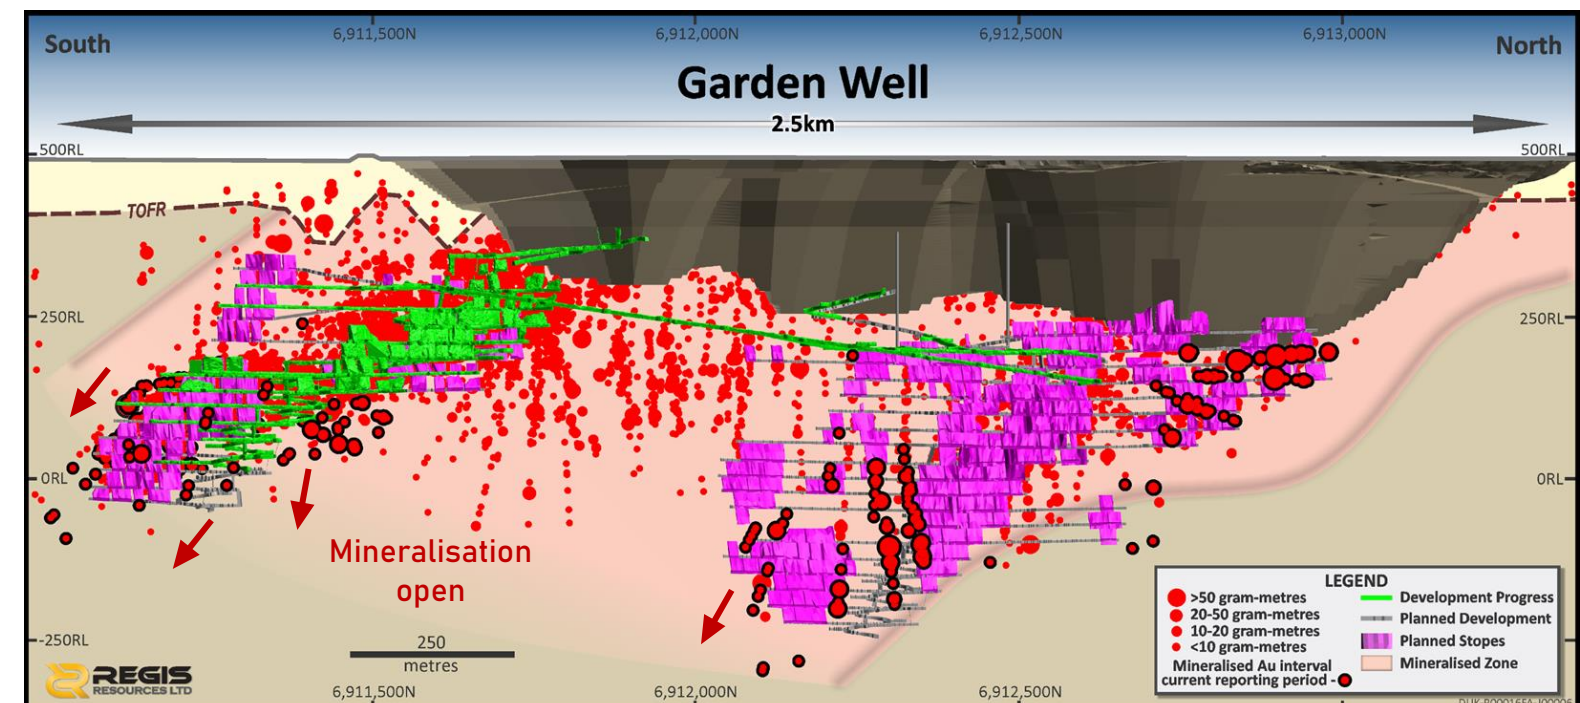 6,911,500N 6,912,000N 6,912,500N 6,913,000N
South North
Garden Well
2.5km
500RL 500RL
TOFR
250RL 250RL
0RL 0RL
Mineralisation
open
-250RL
250
metres
LEGEND
>50 gram-metres
20-50 gram-metres
10-20 gram-metres
<10 gram-metres
Mineralised Au interval
current reporting period -
Development Progress
Planned Development
Planned Stopes
Mineralised Zone
REGIS
RESOURCES LTD
6,911,500N 6,912,000N 6,912,500N